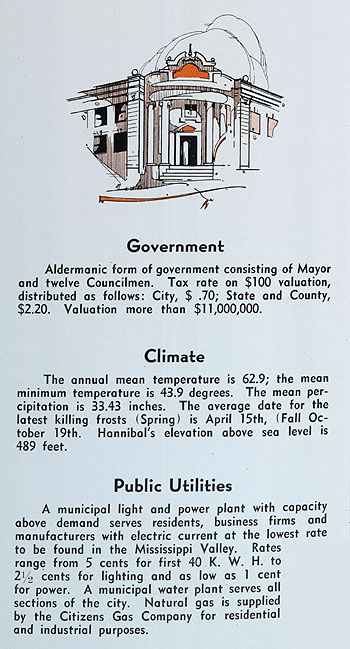 Government
Aldermanic form of government consisting of Mayor
and twelve Councilmen. Tax rate on $100 valuation,
distributed as follows: City, $ .70; State and County,
$2.20. Valuation more than $11,000,000.
Climate
The annual mean temperature is 62.9; the mean
minimum temperature is 43.9 degrees. The mean per-
cipitation is 33.43 inches. The average date for the
latest killing frosts (Spring) is April 15th, (Fall Oc-
tober 19th. Hannibal's elevation above sea level is
489 feet.
Public Utilities
A municipal light and power plant with capacity
above demand serves residents, business firms and
manufacturers with electric current at the lowest rate
to be found in the Mississippi Valley. Rates
range from 5 cents for first 40 K. W. H. to
2½ cents for lighting and as low as 1 cent
for power. A municipal water plant serves all
sections of the city. Natural gas is supplied
by the Citizens Gas Company for residential
and industrial purposes.